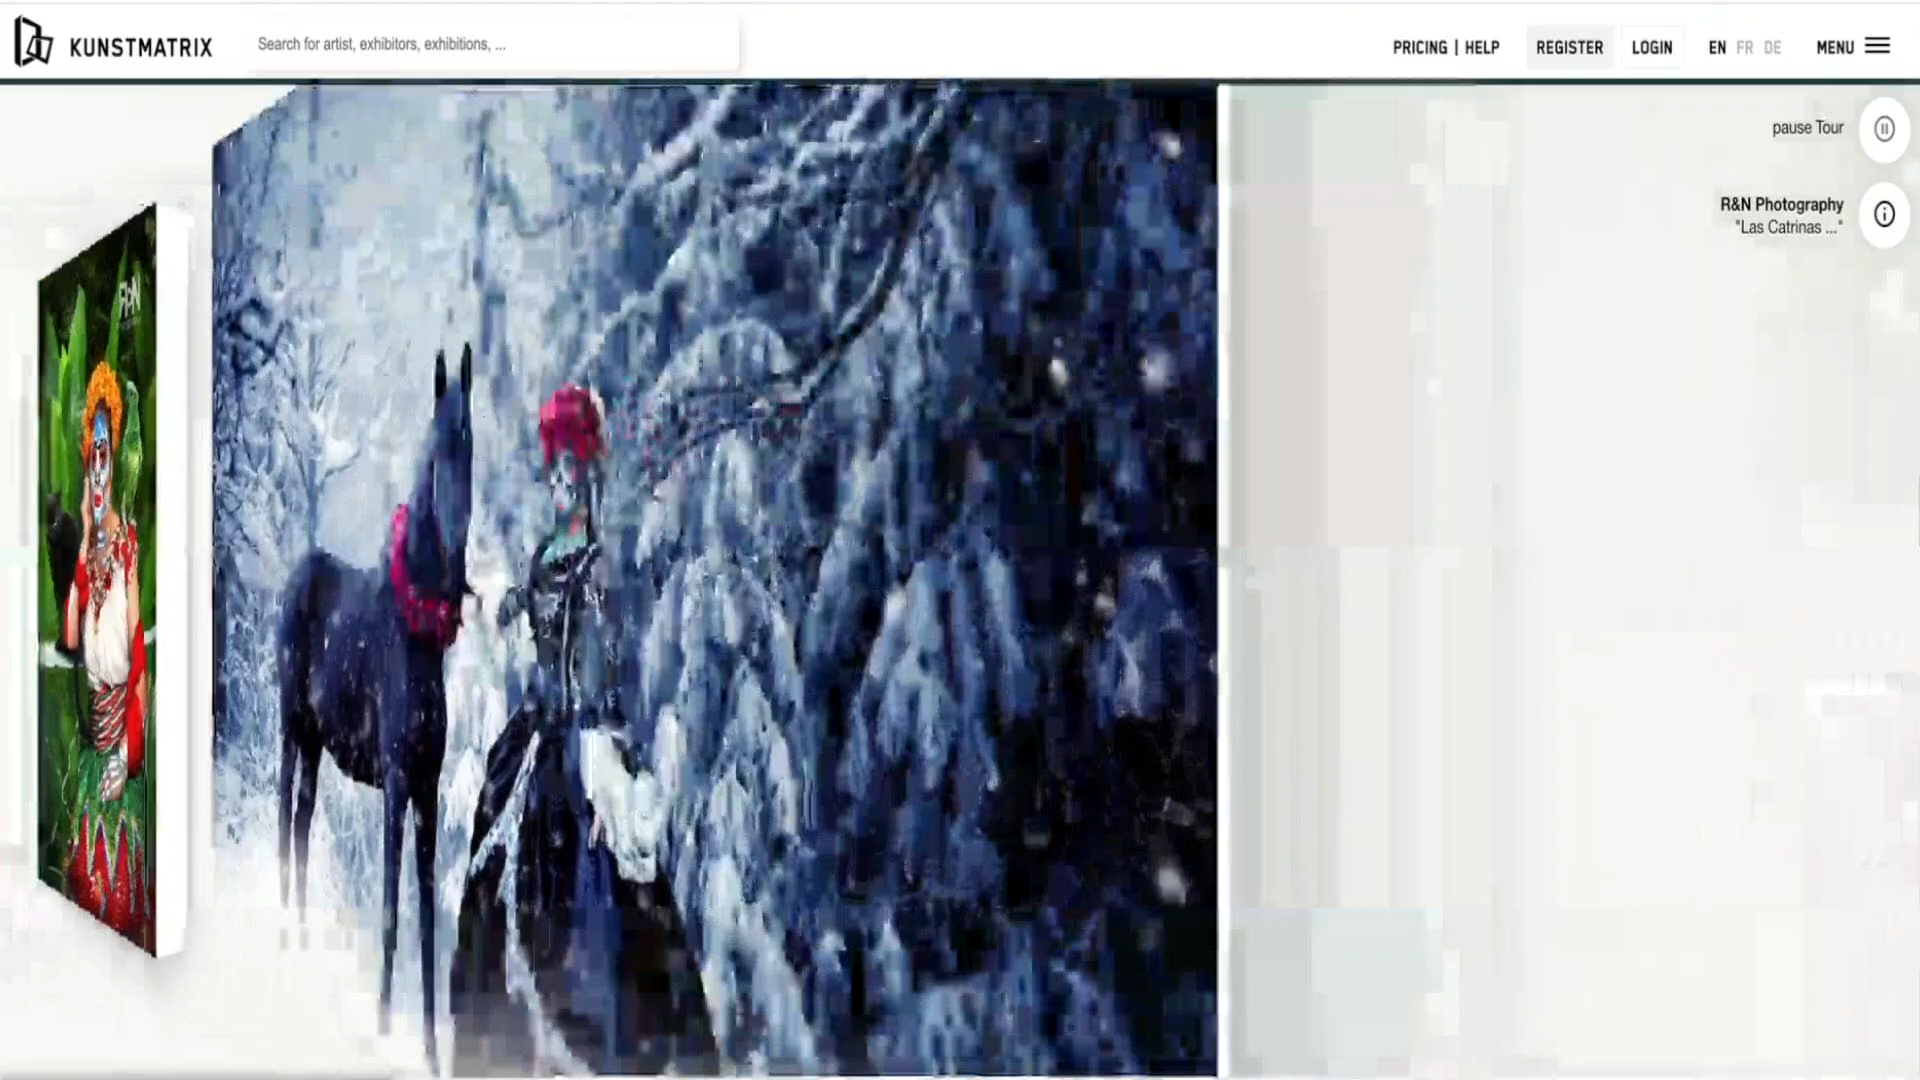 KUNSTMATRIX
Search for artist, exhibitors, exhibitions, ...
PRICING | HELP
REGISTER
LOGIN
EN FR DE
MENU
pause Tour
R&N Photography
"Las Catrinas ..."